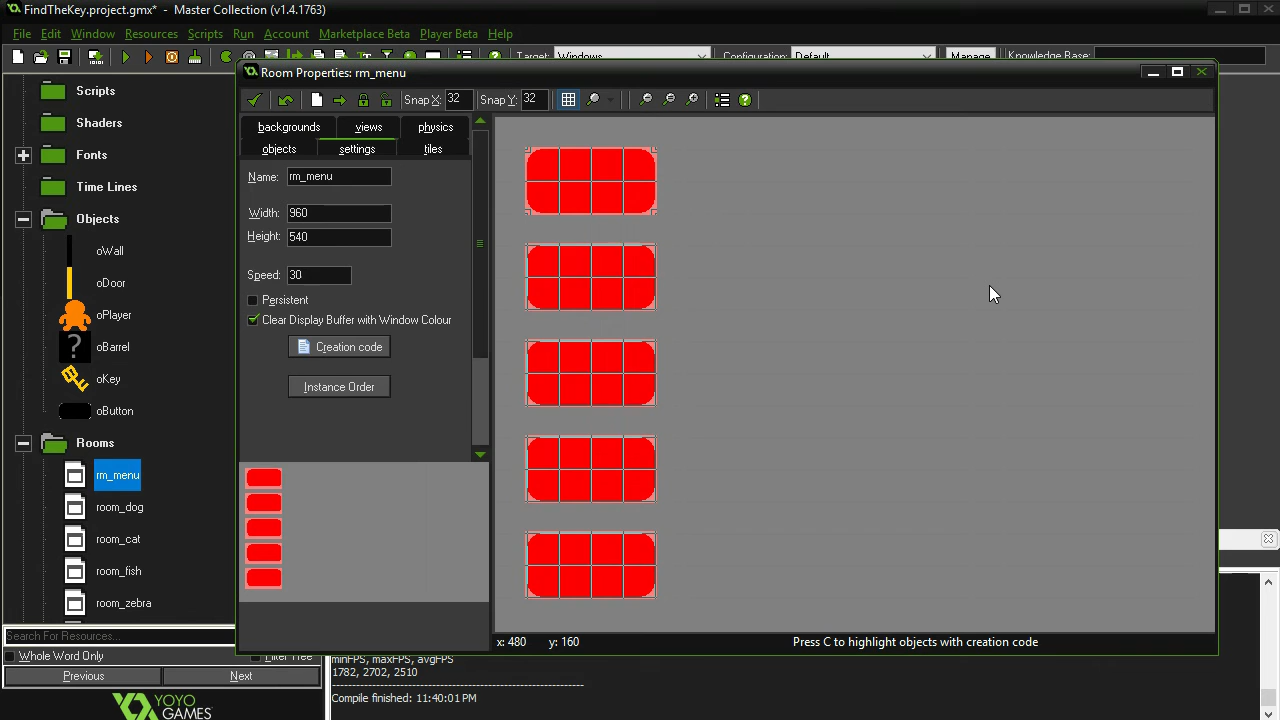 FindTheKey.project.gmx* - Master Collection (v1.4.1763)
File Edit Window Resources Scripts Run Account Marketplace Beta Player Beta Help
Target: Windows Configuration: Default Manage Knowledge Base:
Room Properties: rm_menu
Snap X: 32 Snap Y: 32
backgrounds views physics
objects settings tiles
Name: rm_menu
Width: 960
Height: 540
Speed: 30
Persistent
Clear Display Buffer with Window Colour
Creation code
Instance Order
x: 480 y: 160 Press C to highlight objects with creation code
Scripts
Shaders
Fonts
Time Lines
Objects
oWall
oDoor
oPlayer
?
oBarrel
oKey
oButton
Rooms
rm_menu
room_dog
room_cat
room_fish
room_zebra
Search For Resources...
Whole Word Only Filter Tree
Previous Next
YOYO
GAMES
minFPS, maxFPS, avgFPS
1782, 2702, 2510
Compile finished: 11:40:01 PM